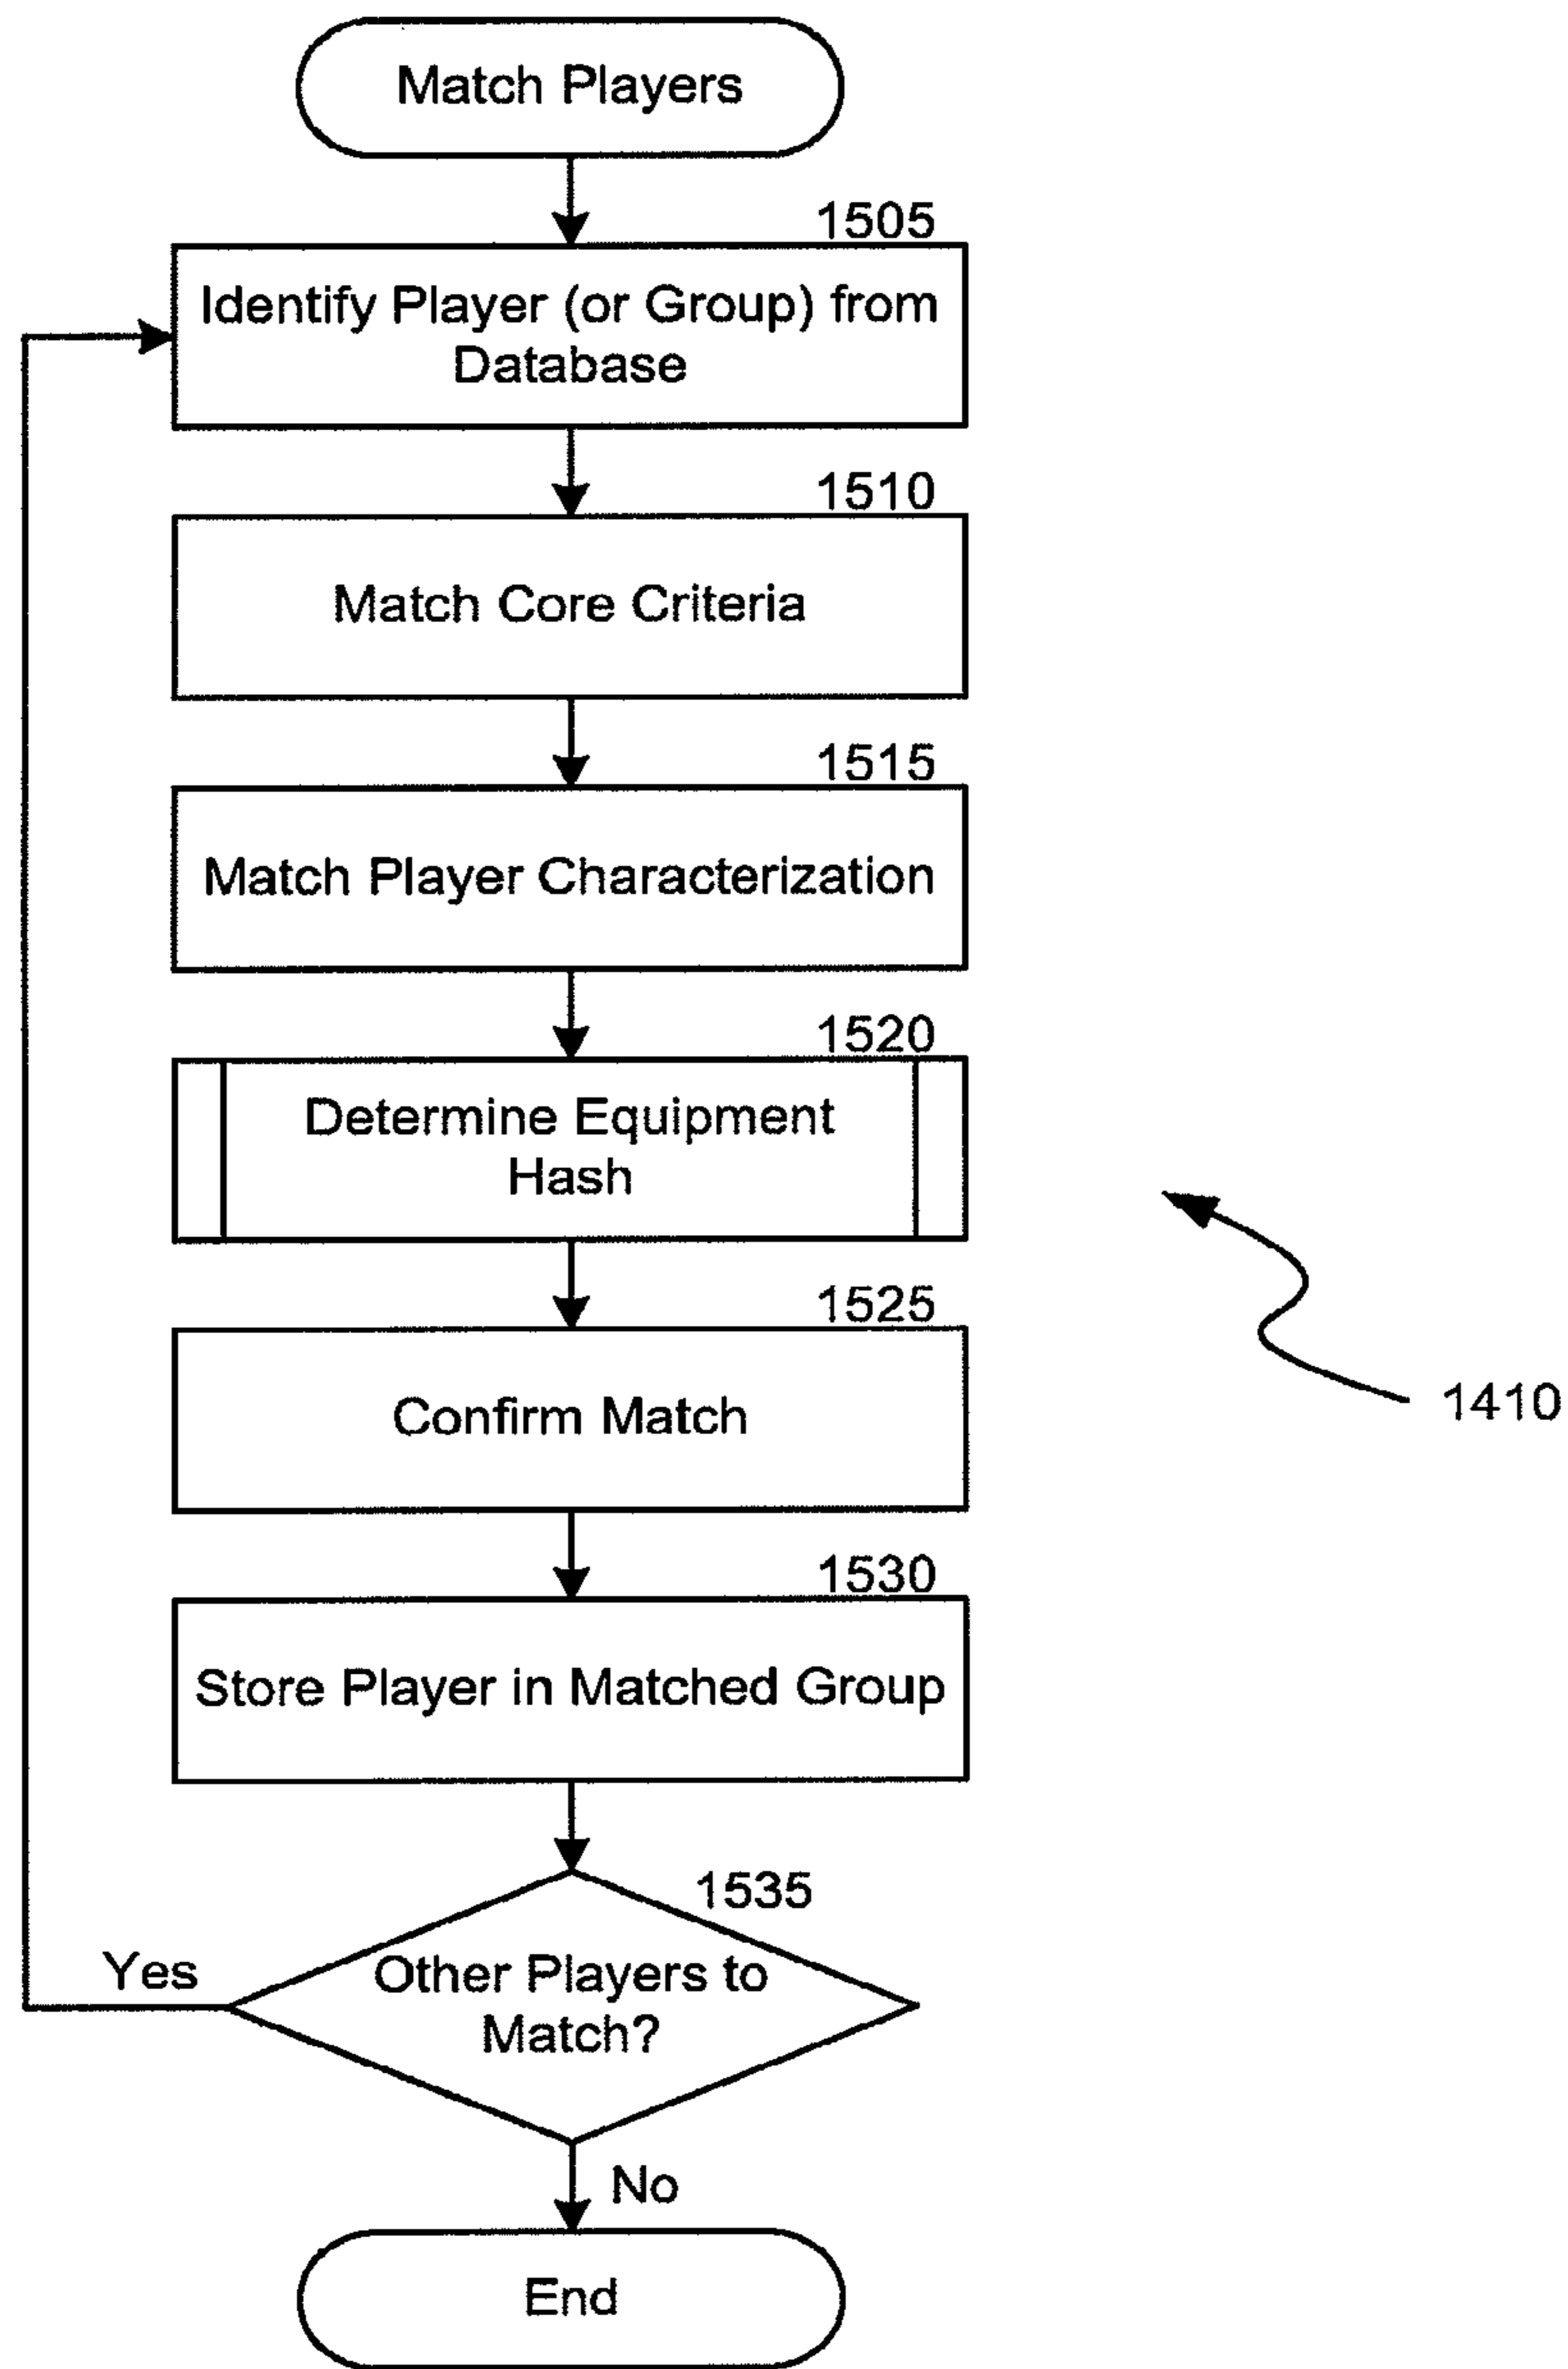 Match Players
1505
Identify Player (or Group) from
Database
1510
Match Core Criteria
1515
Match Player Characterization
1520
Determine Equipment
Hash
1525
Confirm Match
1410
1530
Store Player in Matched Group
1535
Other Players to
Match?
Yes
No
End